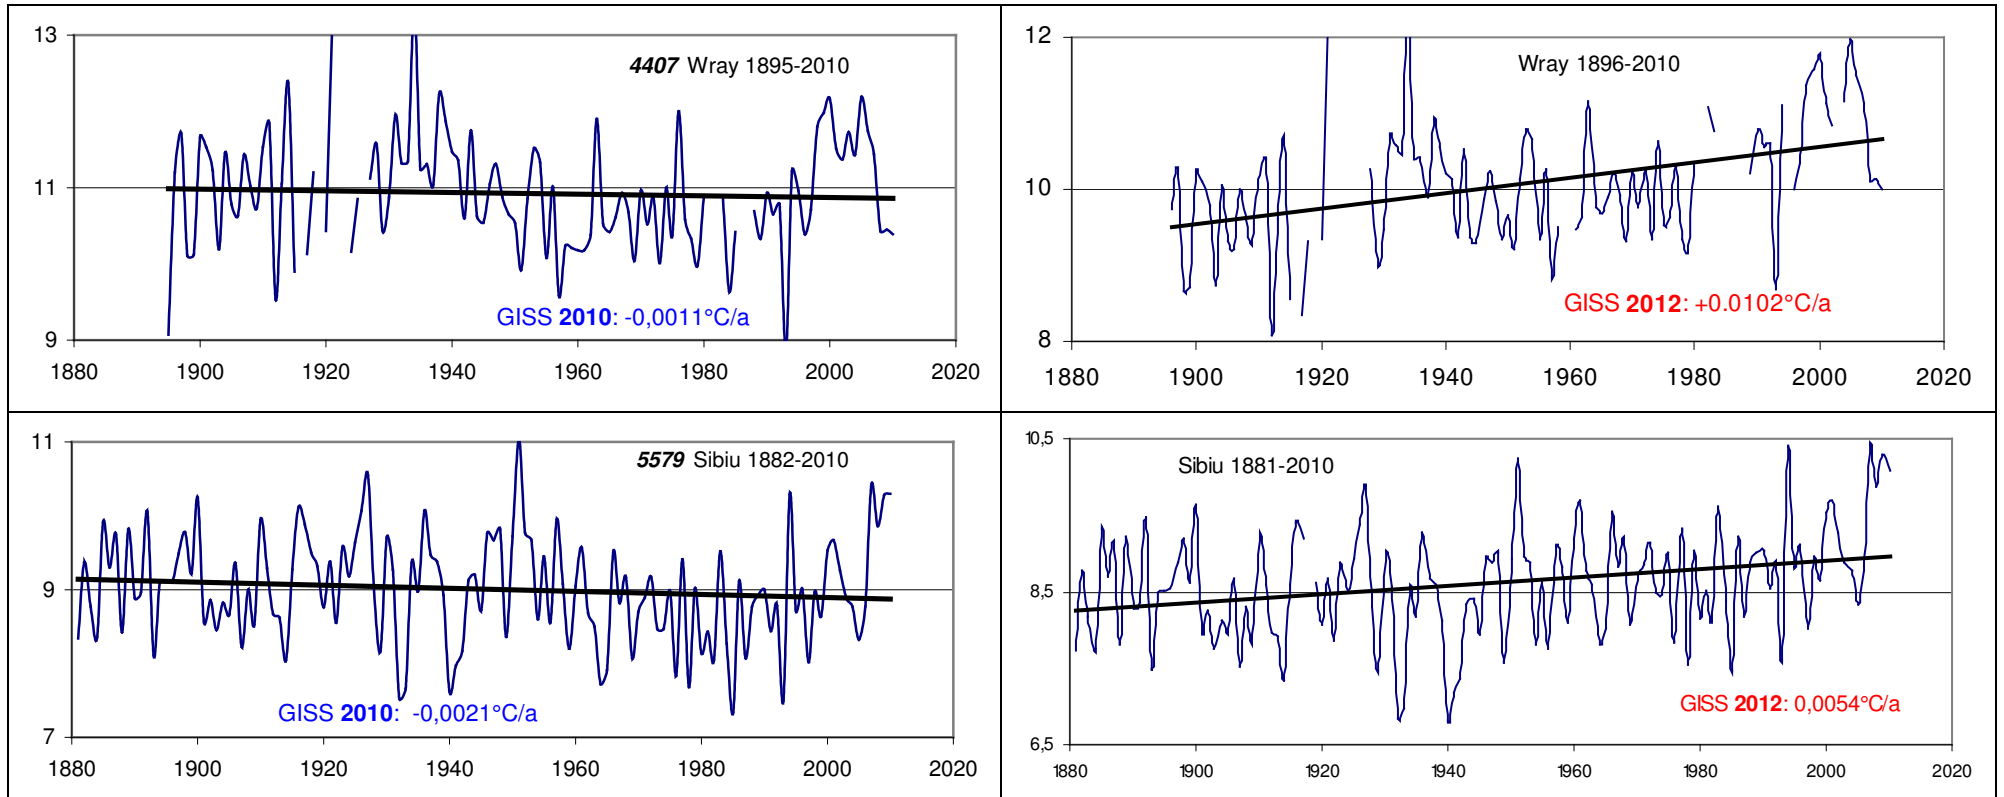 13
4407 Wray 1895-2010
11
GISS 2010: -0,0011°C/a
9
1880 1900 1920 1940 1960 1980 2000 2020
12
Wray 1896-2010
10
GISS 2012: +0.0102°C/a
8
1880 1900 1920 1940 1960 1980 2000 2020
11
5579 Sibiu 1882-2010
9
GISS 2010: -0,0021°C/a
7
1880 1900 1920 1940 1960 1980 2000 2020
10,5
Sibiu 1881-2010
8,5
GISS 2012: 0,0054°C/a
6,5
1880 1900 1920 1940 1960 1980 2000 2020